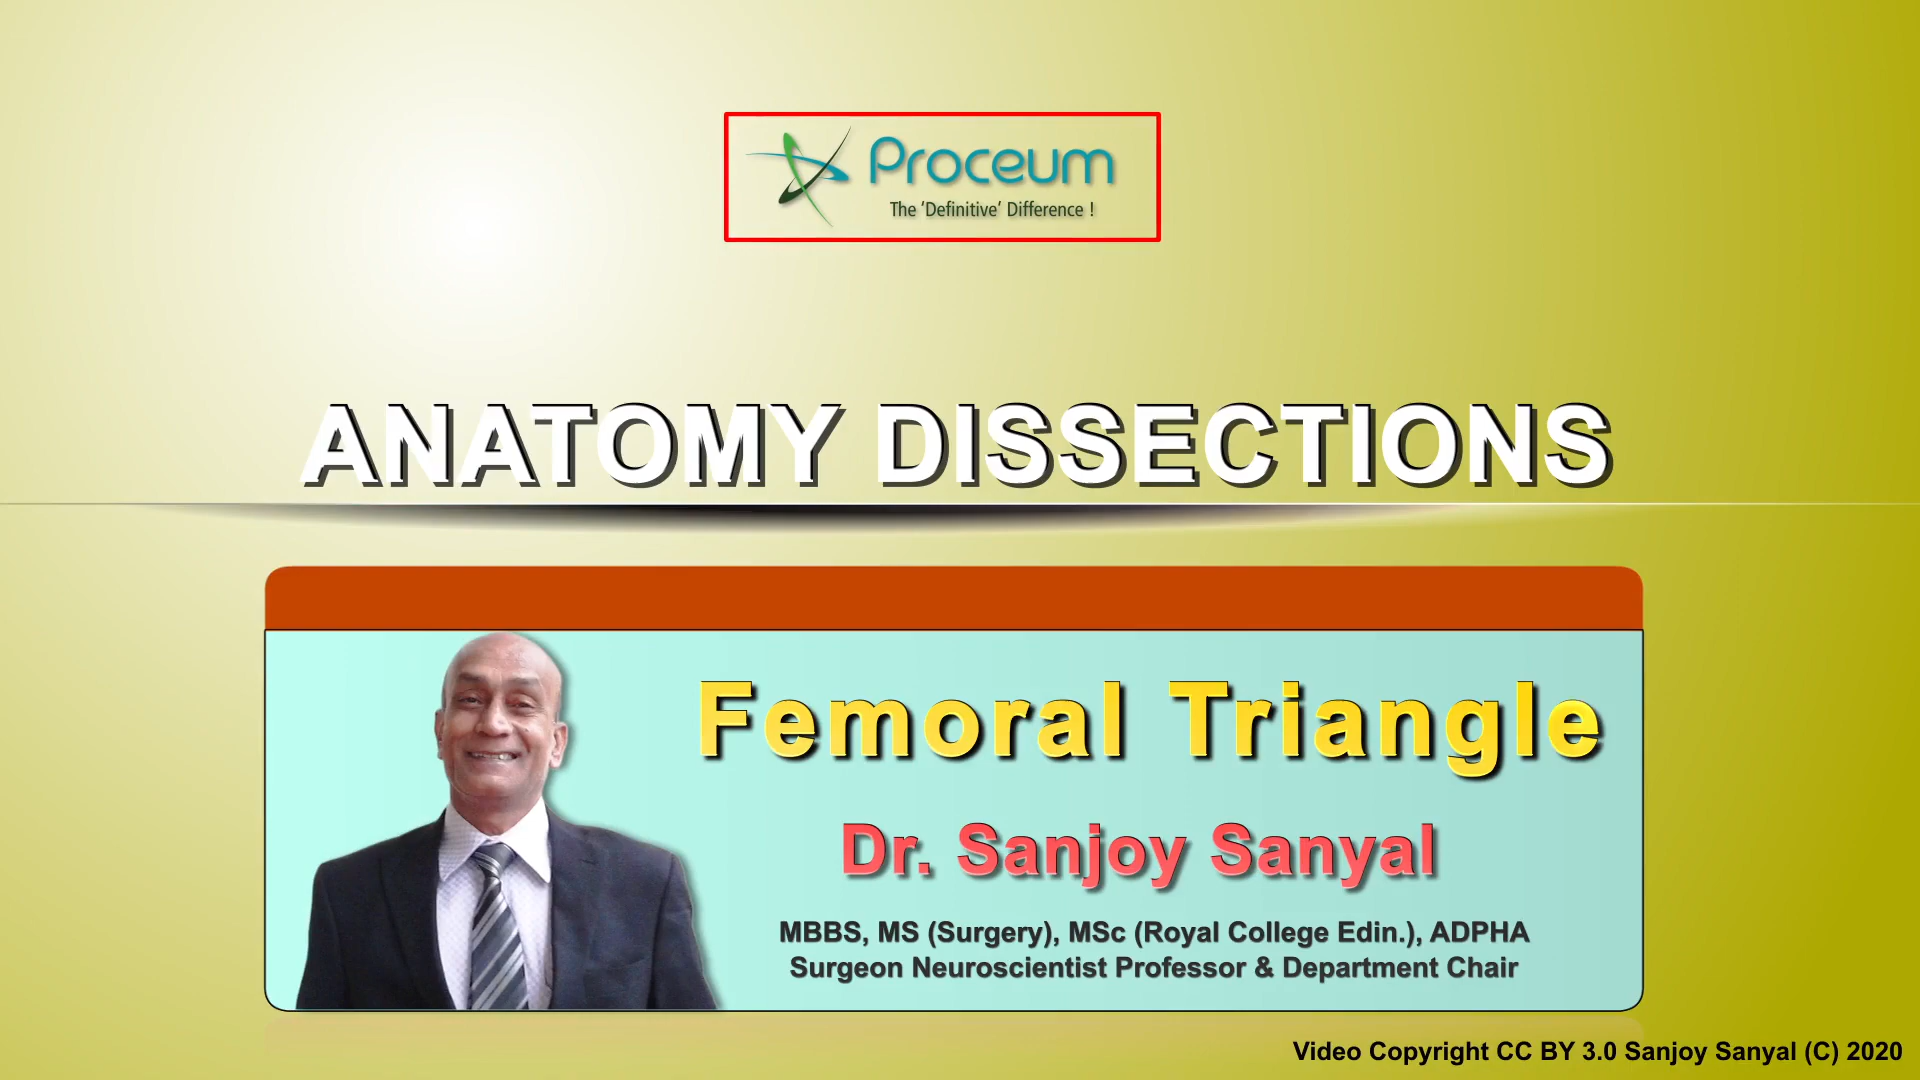 Proceum
The ‘Definitive’ Difference !
ANATOMY DISSECTIONS
Femoral Triangle
Dr. Sanjoy Sanyal
MBBS, MS (Surgery), MSc (Royal College Edin.), ADPHA
Surgeon Neuroscientist Professor & Department Chair
Video Copyright CC BY 3.0 Sanjoy Sanyal (C) 2020